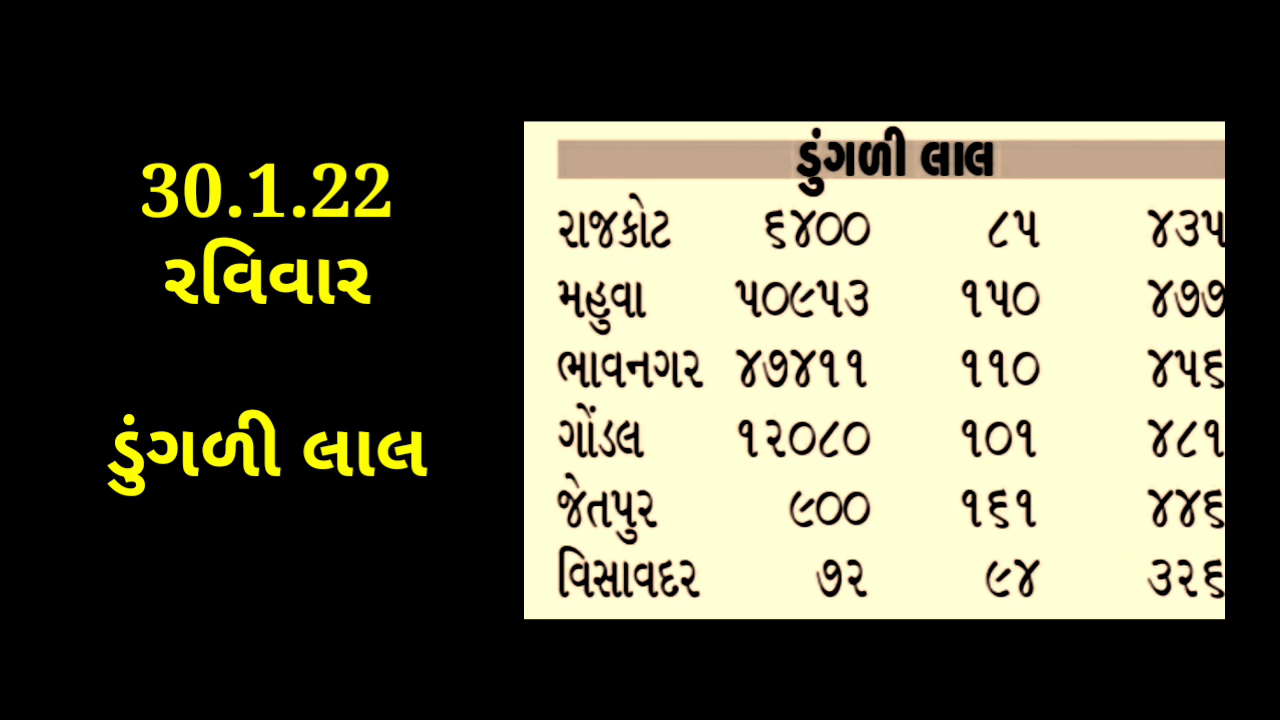 30.1.22
રવિવાર
ડુંગળી લાલ
ડુંગળી લાલ
રાજકોટ ૬૪૦૦ ૮૫ ૪૩૫
મહુવા ૫૦૯૫૩ ૧૫૦ ૪૭૭
ભાવનગર ૪૭૪૧૧ ૧૧૦ ૪૫૬
ગોંડલ ૧૨૦૮૦ ૧૦૧ ૪૮૧
જેતપુર ૯૦૦ ૧૬૧ ૪૪૬
વિસાવદર ૭૨ ૯૪ ૩૨૬